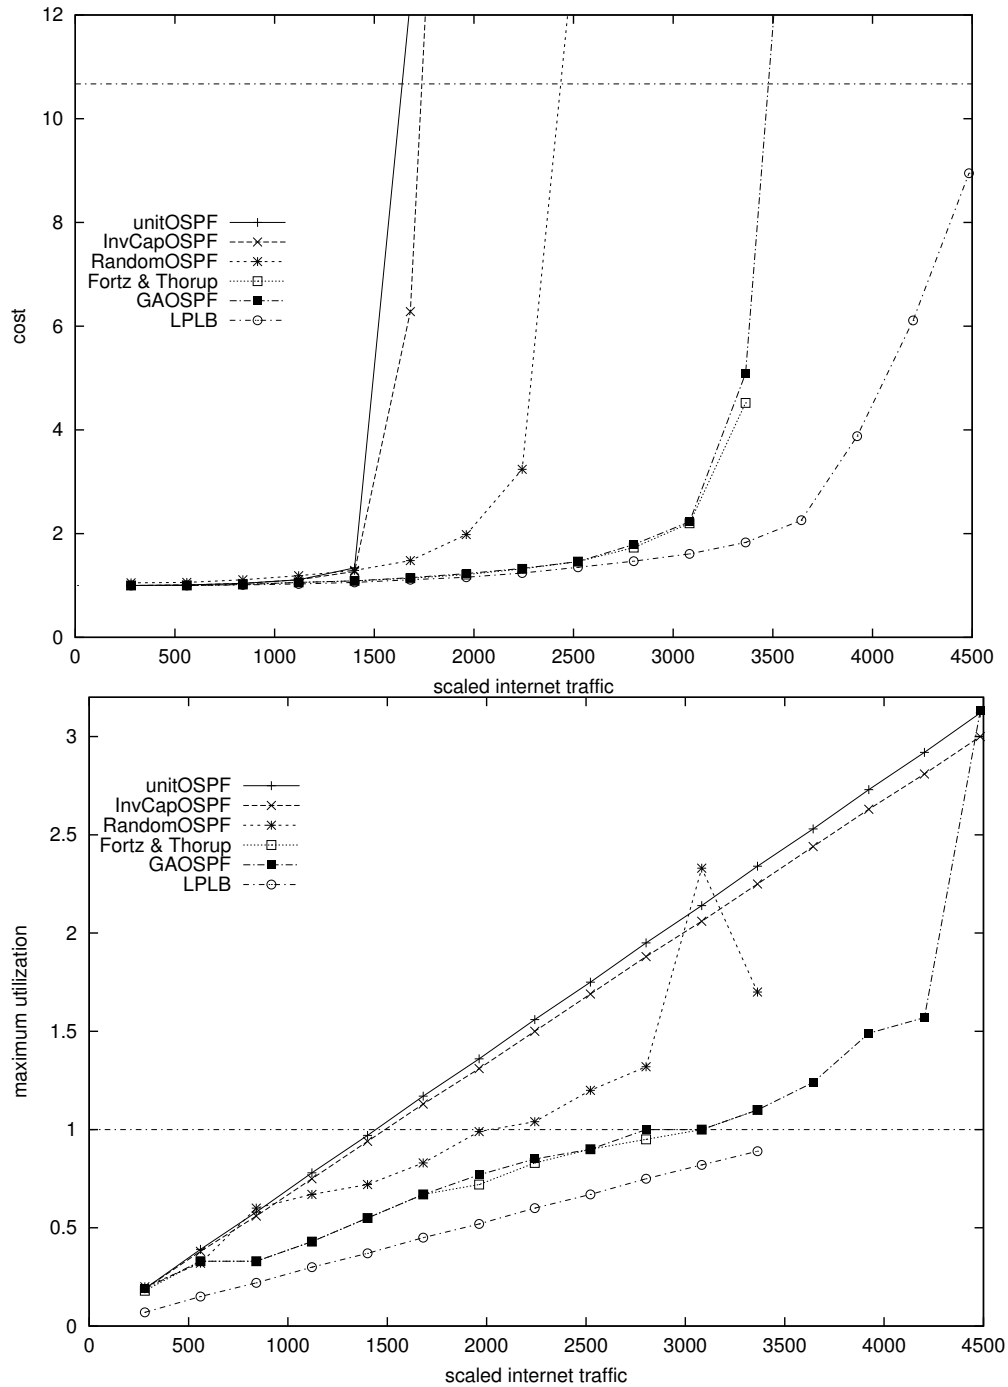 12
10
8
unitOSPF
InvCapOSPF
RandomOSPF
Fortz & Thorup
GAOSPF
LPLB
cost
6
4
2
1
0
0 500 1000 1500 2000 2500 3000 3500 4000 4500
scaled internet traffic
3
unitOSPF
InvCapOSPF
RandomOSPF
Fortz & Thorup
GAOSPF
LPLB
2.5
2
maximum utilization
1.5
1
0.5
0
0 500 1000 1500 2000 2500 3000 3500 4000 4500
scaled internet traffic